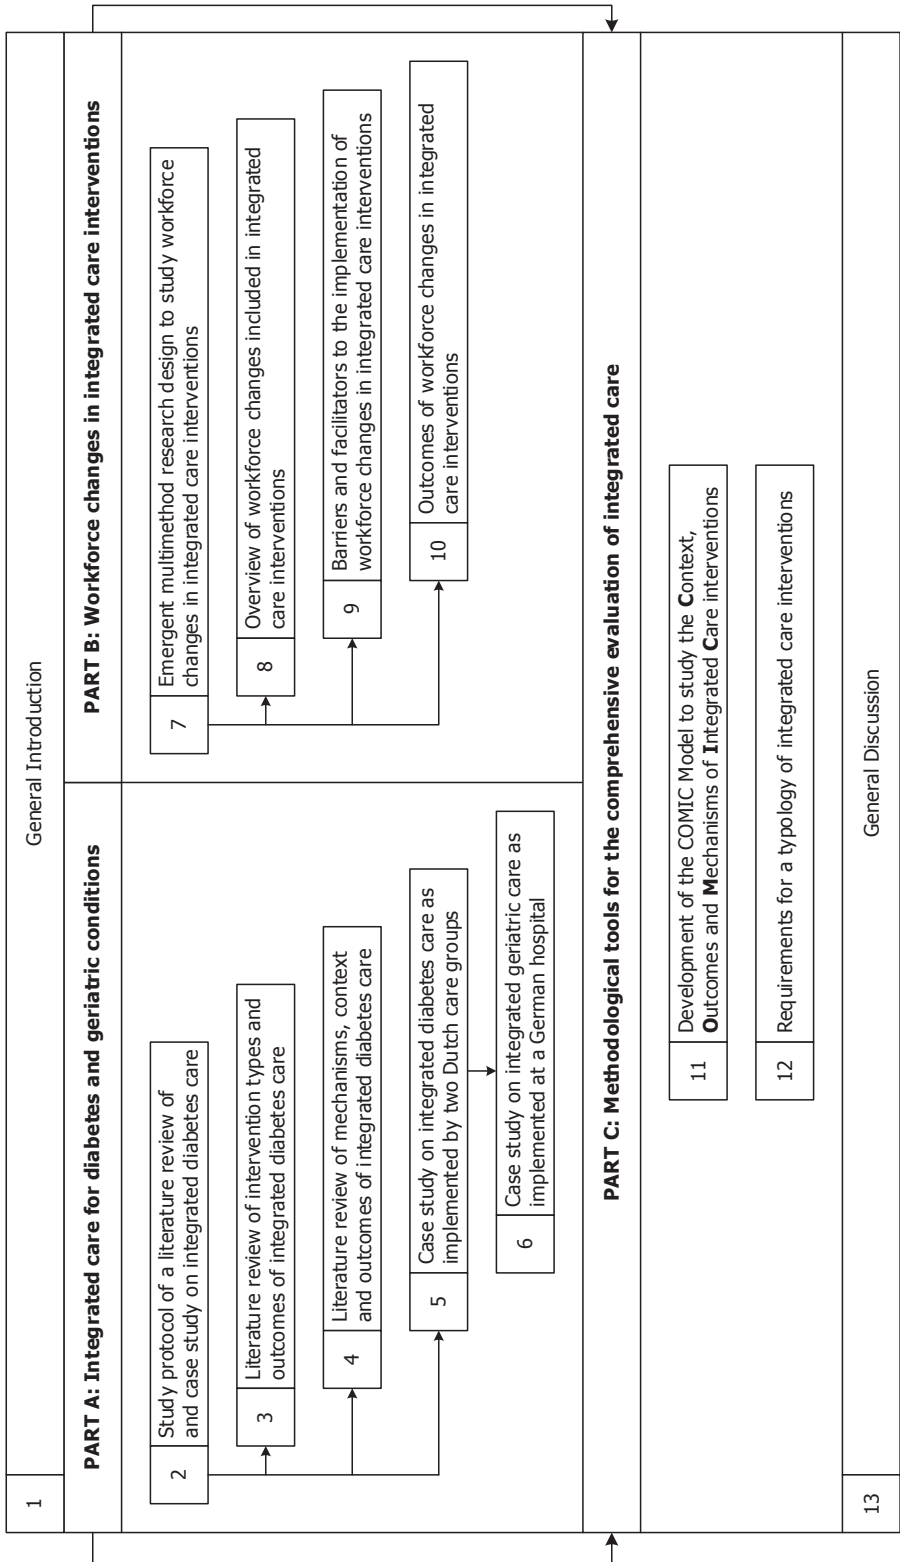 1
General Introduction
PART A: Integrated care for diabetes and geriatric conditions
2
Study protocol of a literature review of
and case study on integrated diabetes care
3
Literature review of intervention types and
outcomes of integrated diabetes care
4
Literature review of mechanisms, context
and outcomes of integrated diabetes care
5
Case study on integrated diabetes care as
implemented by two Dutch care groups
6
Case study on integrated geriatric care as
implemented at a German hospital
PART B: Workforce changes in integrated care interventions
7
Emergent multimethod research design to study workforce
changes in integrated care interventions
8
Overview of workforce changes included in integrated
care interventions
9
Barriers and facilitators to the implementation of
workforce changes in integrated care interventions
10
Outcomes of workforce changes in integrated
care interventions
PART C: Methodological tools for the comprehensive evaluation of integrated care
11
Development of the COMIC Model to study the Context,
Outcomes and Mechanisms of Integrated Care interventions
12
Requirements for a typology of integrated care interventions
13
General Discussion